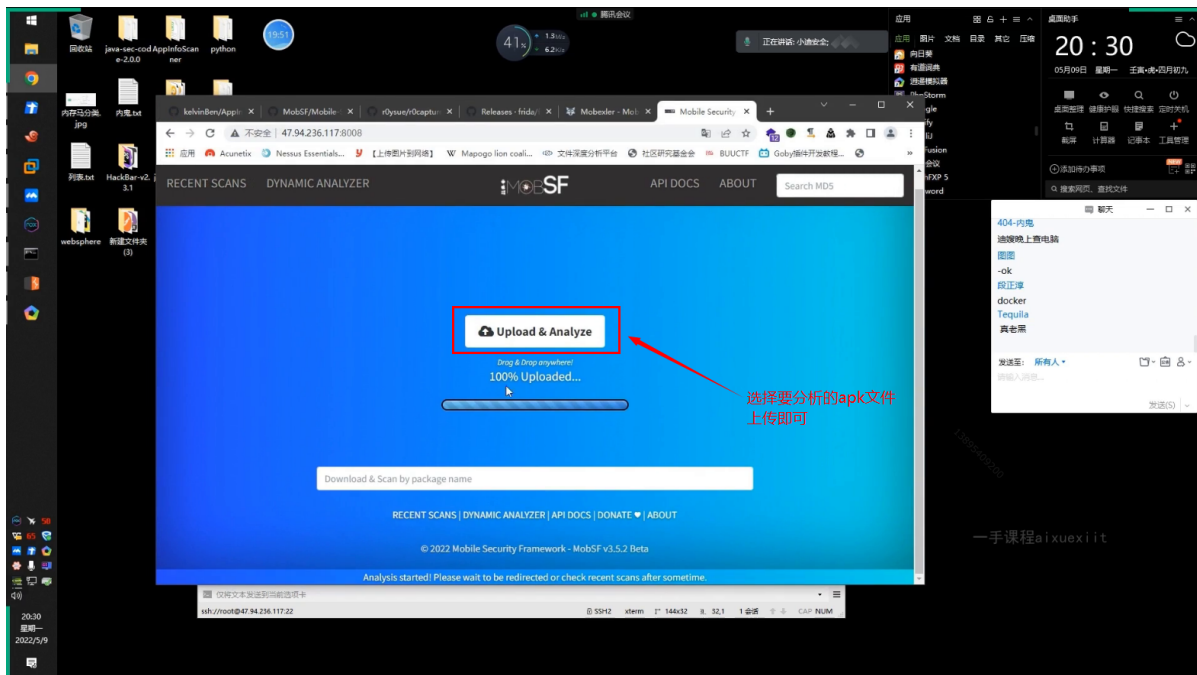 腾讯会议
回收站
java-sec-cod
e-2.0.0
AppInfoScan
ner
python
19:51
41%
1.3M/s
6.2K/s
正在讲话: 小迪安全;
应用
应用 图片 文档 目录 其它 压缩
向日葵
有道词典
逍遥模拟器
PhpStorm
桌面助手
20 : 30
05月09日 星期一 壬寅·虎·四月初九
桌面整理 健康护眼 快捷搜索 定时关机
截屏 计算器 记事本 工具管理
添加待办事项
搜索网页、查找文件
内存马分类.
jpg
内鬼.txt
列表.txt
HackBar-v2.
3.1
websphere
新建文件夹
(3)
kelvinBen/AppI
MobSF/Mobile-
r0ysue/r0captur
Releases · frida/
Mobexler - Mob
Mobile Security
不安全 | 47.94.236.117:8008
应用 Acunetix Nessus Essentials... 【上传图片到网络】 Mapogo lion coali... 文件深度分析平台 社区研究基金会 BUUCTF Goby插件开发教程...
RECENT SCANS DYNAMIC ANALYZER MobSF API DOCS ABOUT Search MD5
Upload & Analyze
Drag & Drop anywhere!
100% Uploaded...
选择要分析的apk文件
上传即可
Download & Scan by package name
RECENT SCANS | DYNAMIC ANALYZER | API DOCS | DONATE ♥ | ABOUT
© 2022 Mobile Security Framework - MobSF v3.5.2 Beta
Analysis started! Please wait to be redirected or check recent scans after sometime.
聊天
404-内鬼
迪嫂晚上查电脑
图图
-ok
段正淳
docker
Tequila
真老黑
发送至: 所有人
请输入消息...
发送(S)
13895409200
一手课程aixuexiit
仅将文本发送到当前选项卡
ssh://root@47.94.236.117:22 SSH2 xterm 144x32 32,1 1会话 CAP NUM
20:30
星期一
2022/5/9